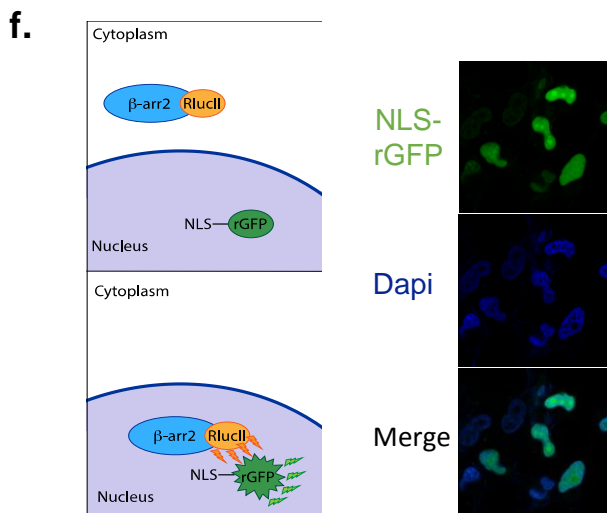 f.
Cytoplasm
β-arr2 RlucII
NLS rGFP
Nucleus
Cytoplasm
β-arr2 RlucII
NLS rGFP
Nucleus
NLS-
rGFP
Dapi
Merge